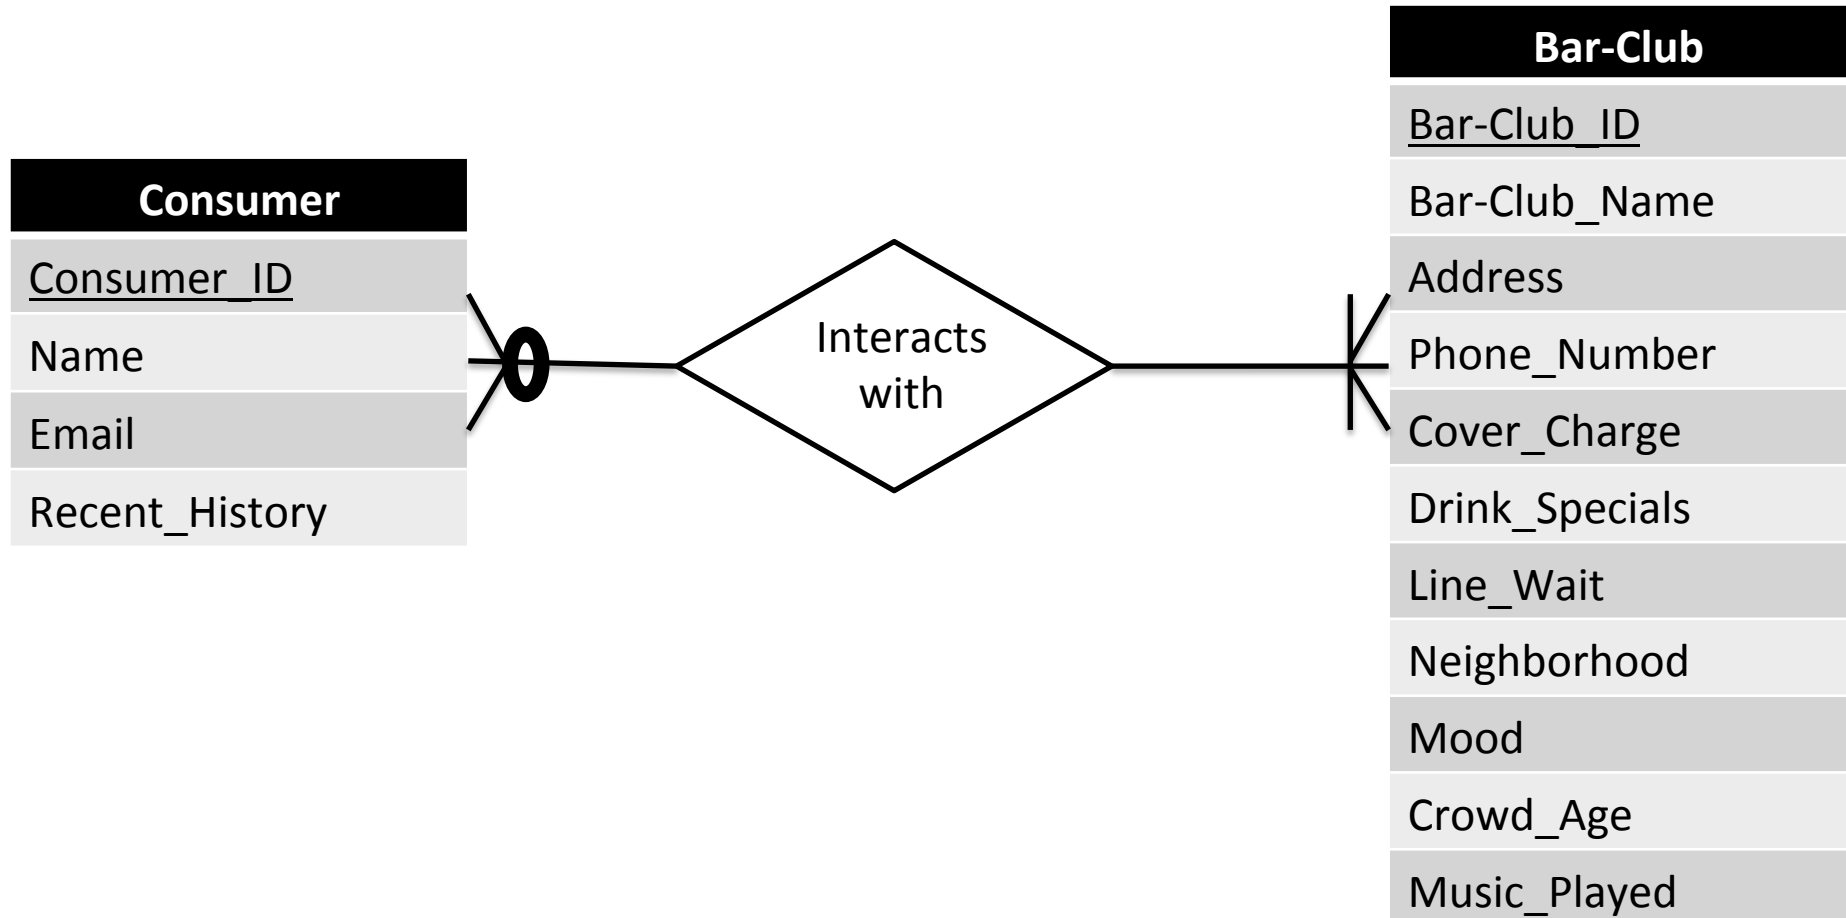 Consumer
Consumer_ID
Name
Email
Recent_History
Interacts
with
Bar-Club
Bar-Club_ID
Bar-Club_Name
Address
Phone_Number
Cover_Charge
Drink_Specials
Line_Wait
Neighborhood
Mood
Crowd_Age
Music_Played